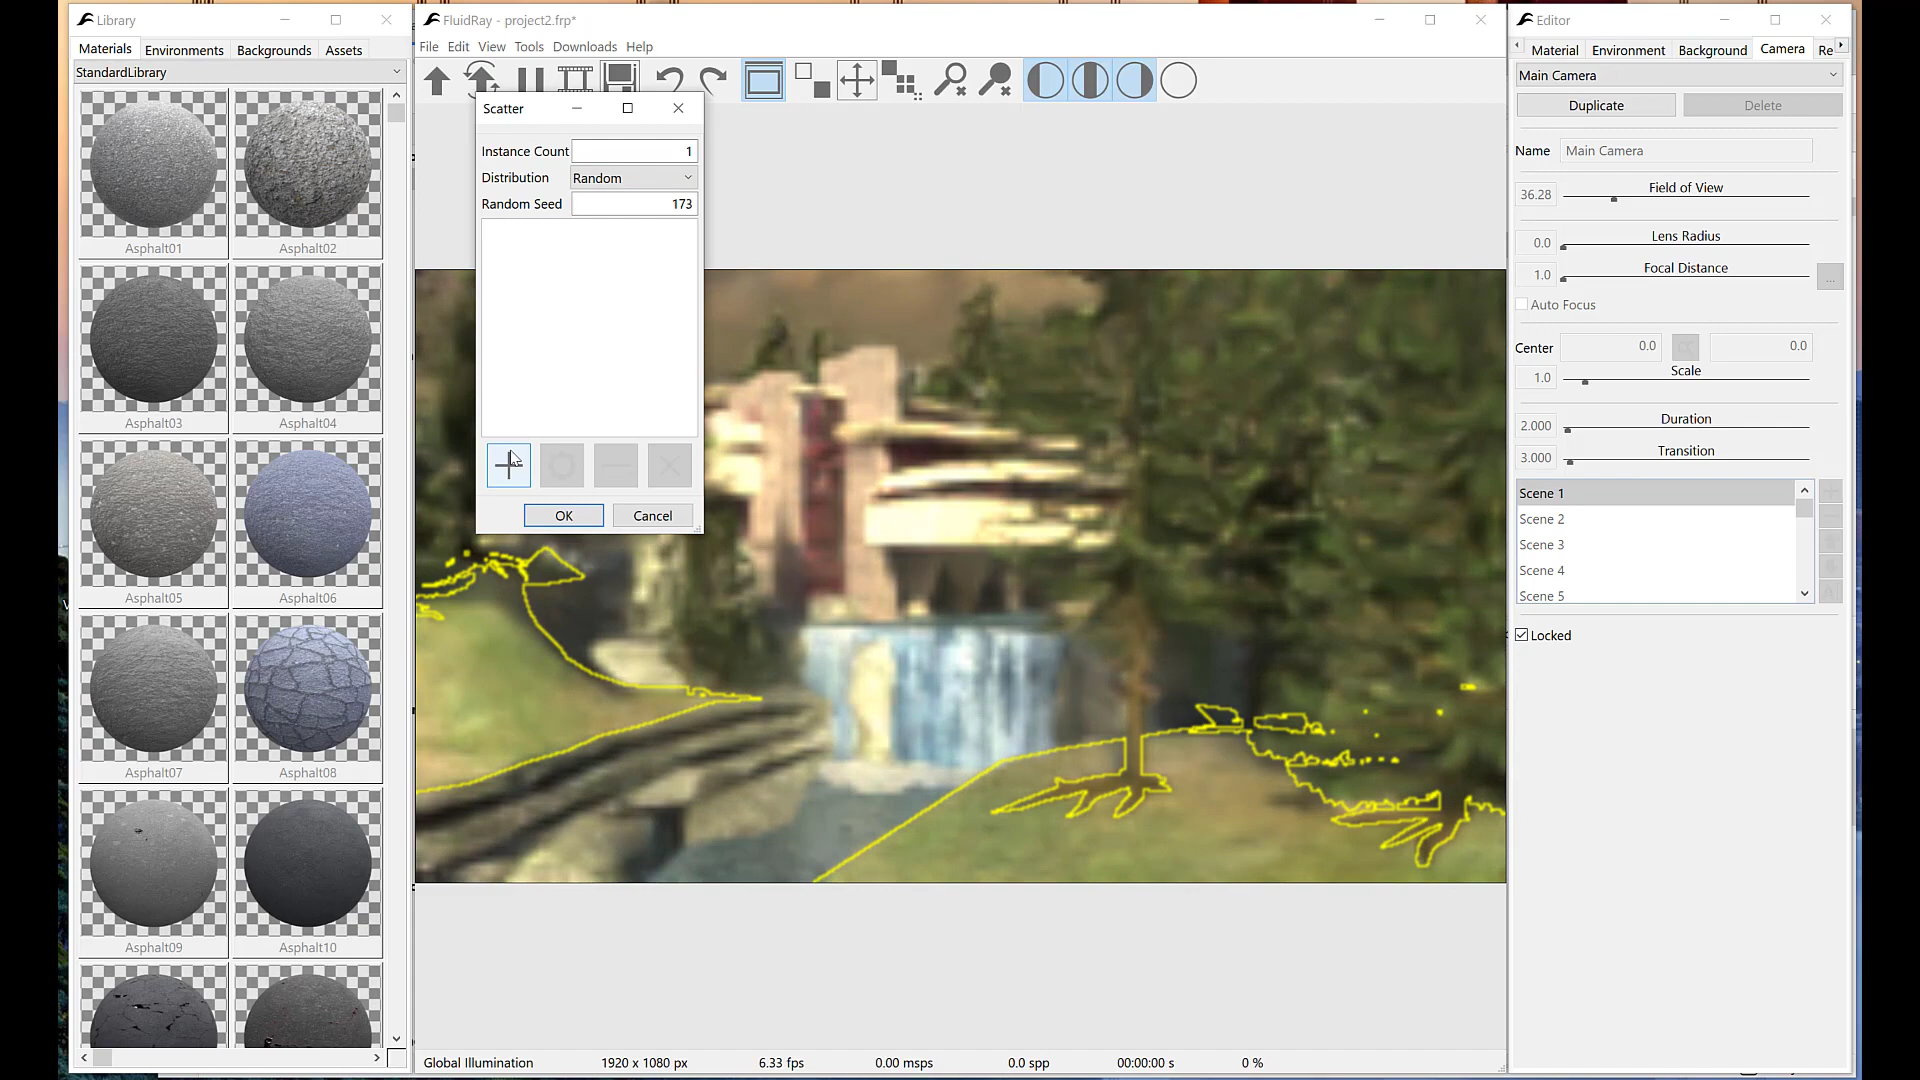 Library
Materials Environments Backgrounds Assets
StandardLibrary
Asphalt01 Asphalt02
Asphalt03 Asphalt04
Asphalt05 Asphalt06
Asphalt07 Asphalt08
Asphalt09 Asphalt10
FluidRay - project2.frp*
File Edit View Tools Downloads Help
Scatter
Instance Count 1
Distribution Random
Random Seed 173
OK Cancel
Global Illumination 1920 x 1080 px 6.33 fps 0.00 msps 0.0 spp 00:00:00 s 0 %
Editor
Material Environment Background Camera Re
Main Camera
Duplicate Delete
Name Main Camera
36.28 Field of View
0.0 Lens Radius
1.0 Focal Distance ...
Auto Focus
Center 0.0 0.0
1.0 Scale
2.000 Duration
3.000 Transition
Scene 1
Scene 2
Scene 3
Scene 4
Scene 5
Locked